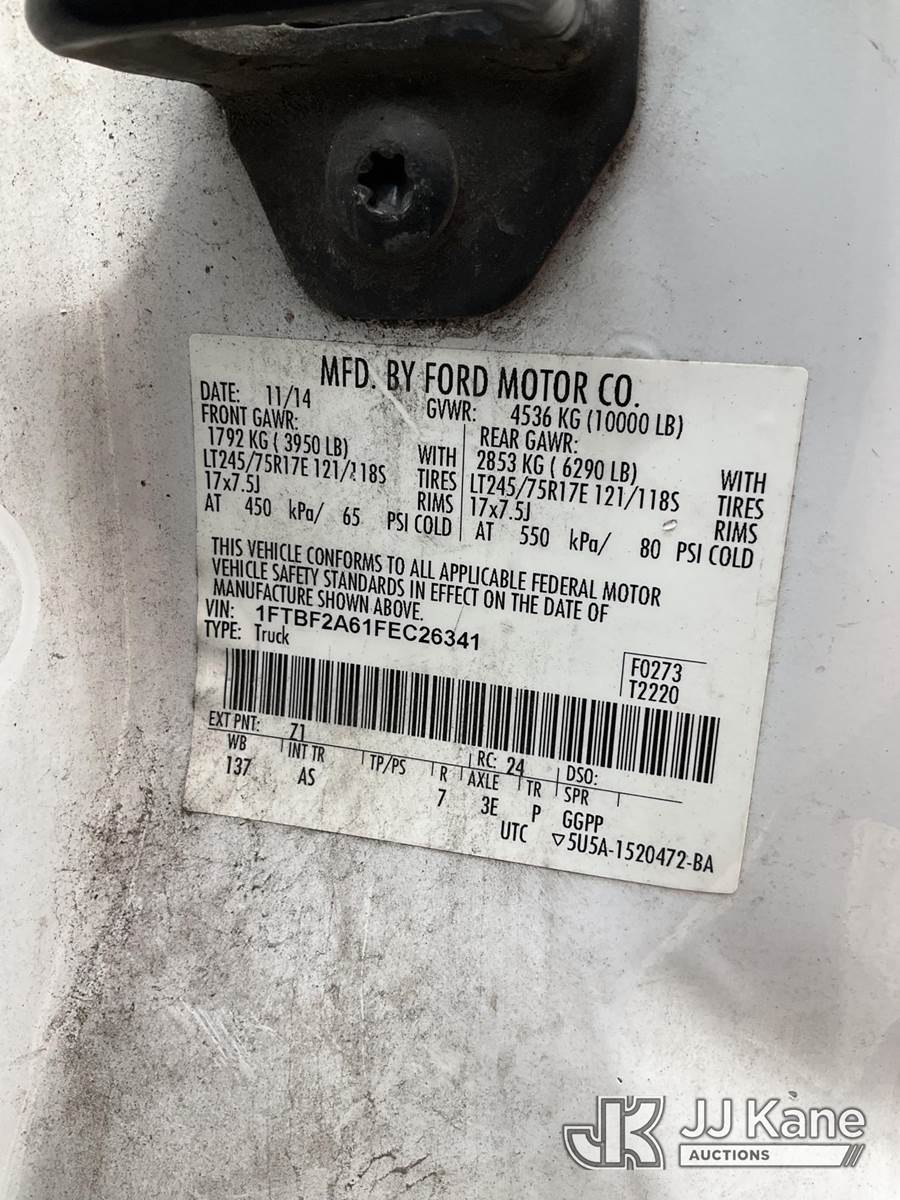 MFD. BY FORD MOTOR CO.
DATE: 11/14 GVWR: 4536 KG (10000 LB)
FRONT GAWR: REAR GAWR:
1792 KG ( 3950 LB) WITH 2853 KG ( 6290 LB) WITH
LT245/75R17E 121/118S TIRES LT245/75R17E 121/118S TIRES
17x7.5J RIMS 17x7.5J RIMS
AT 450 kPa/ 65 PSI COLD AT 550 kPa/ 80 PSI COLD
THIS VEHICLE CONFORMS TO ALL APPLICABLE FEDERAL MOTOR
VEHICLE SAFETY STANDARDS IN EFFECT ON THE DATE OF
MANUFACTURE SHOWN ABOVE.
VIN: 1FTBF2A61FEC26341
TYPE: Truck
F0273
T2220
EXT PNT: 71 RC: 24 DSO:
WB INT TR TP/PS R AXLE TR SPR
137 AS 7 3E P GGPP
UTC ▽5U5A-1520472-BA
JK JJ Kane
AUCTIONS